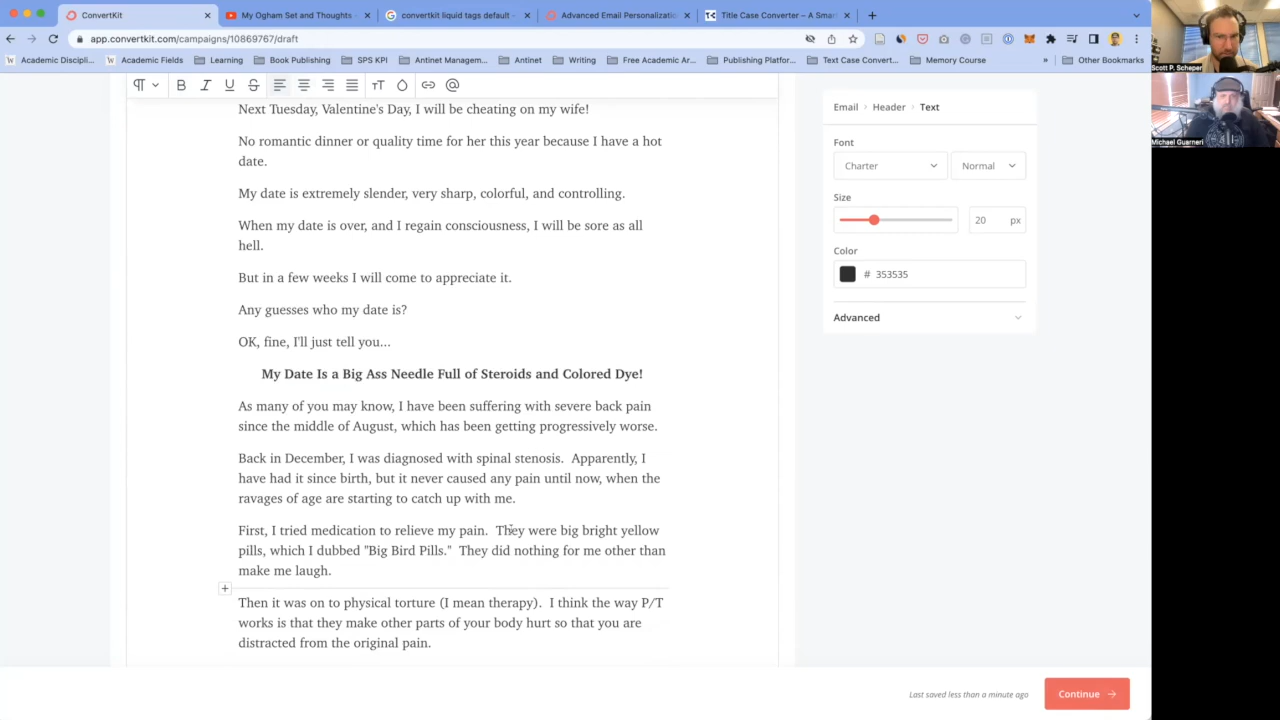 ConvertKit
My Ogham Set and Thoughts -
convertkit liquid tags default -
Advanced Email Personalizatio
Title Case Converter – A Smar
app.convertkit.com/campaigns/10869767/draft
Academic Discipli...
Academic Fields
Learning
Book Publishing
SPS KPI
Antinet
Writing
Free Academic Ar...
Publishing Platform
Text Case Conver...
Memory Course
Other Bookmarks
Scott P. Scheper
Michael Guarneri
Next Tuesday, Valentine's Day, I will be cheating on my wife!
No romantic dinner or quality time for her this year because I have a hot
date.
My date is extremely slender, very sharp, colorful, and controlling.
When my date is over, and I regain consciousness, I will be sore as all
hell.
But in a few weeks I will come to appreciate it.
Any guesses who my date is?
OK, fine, I'll just tell you...
My Date Is a Big Ass Needle Full of Steroids and Colored Dye!
As many of you may know, I have been suffering with severe back pain
since the middle of August, which has been getting progressively worse.
Back in December, I was diagnosed with spinal stenosis.  Apparently, I
have had it since birth, but it never caused any pain until now, when the
ravages of age are starting to catch up with me.
First, I tried medication to relieve my pain.  They were big bright yellow
pills, which I dubbed "Big Bird Pills."  They did nothing for me other than
make me laugh.
Then it was on to physical torture (I mean therapy).  I think the way P/T
works is that they make other parts of your body hurt so that you are
distracted from the original pain.
Email > Header > Text
Font
Charter
Normal
Size
20 px
Color
# 353535
Advanced
Last saved less than a minute ago
Continue